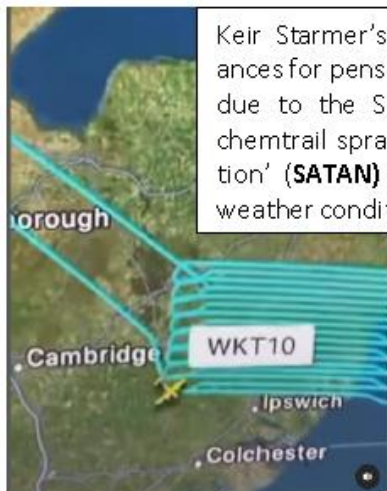 Keir Starmer's
ances for pens
due to the S
chemtrail spra
tion' (SATAN)
weather condit
orough
WKT10
Cambridge
Ipswich
Colchester